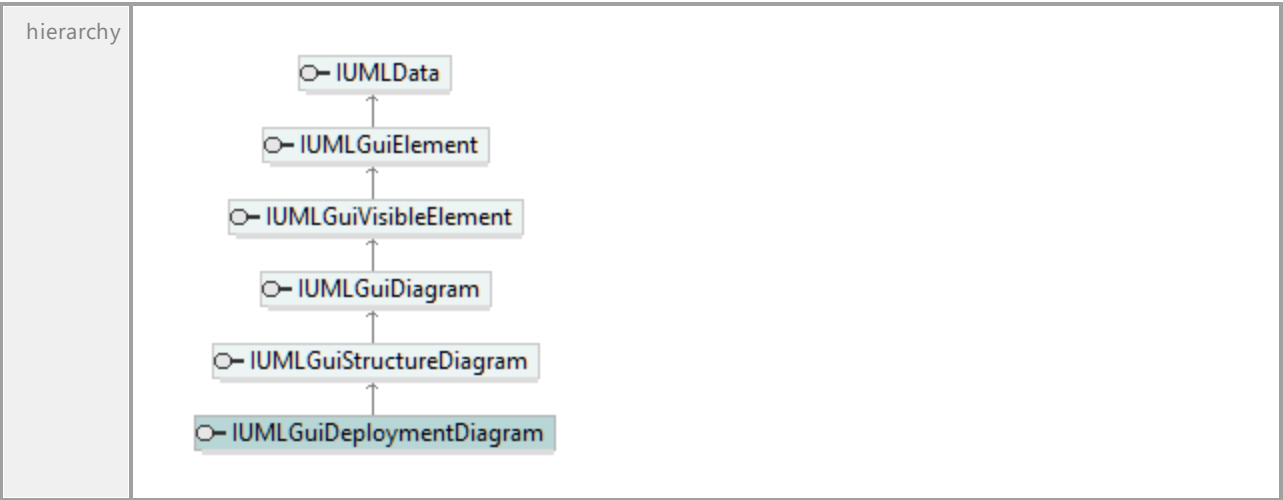 hierarchy
IUMLData
IUMLGuiElement
IUMLGuiVisibleElement
IUMLGuiDiagram
IUMLGuiStructureDiagram
IUMLGuiDeploymentDiagram